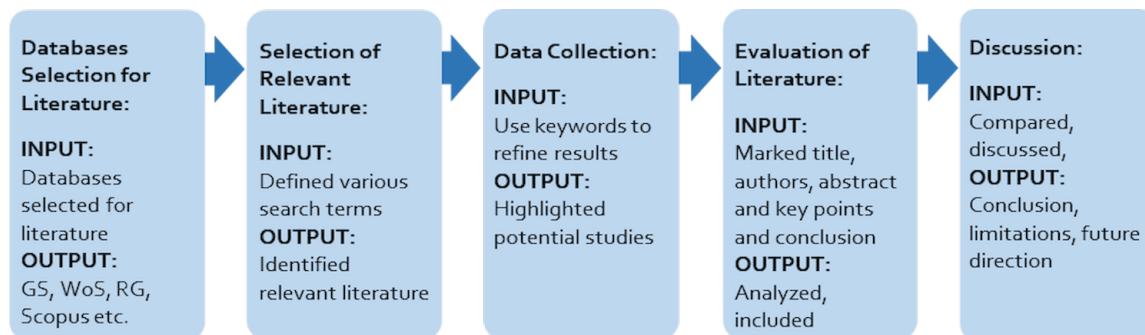 Databases
Selection for
Literature:
INPUT:
Databases
selected for
literature
OUTPUT:
GS, WoS, RG,
Scopus etc.
Selection of
Relevant
Literature:
INPUT:
Defined various
search terms
OUTPUT:
Identified
relevant literature
Data Collection:
INPUT:
Use keywords to
refine results
OUTPUT:
Highlighted
potential studies
Evaluation of
Literature:
INPUT:
Marked title,
authors, abstract
and key points
and conclusion
OUTPUT:
Analyzed,
included
Discussion:
INPUT:
Compared,
discussed,
OUTPUT:
Conclusion,
limitations, future
direction